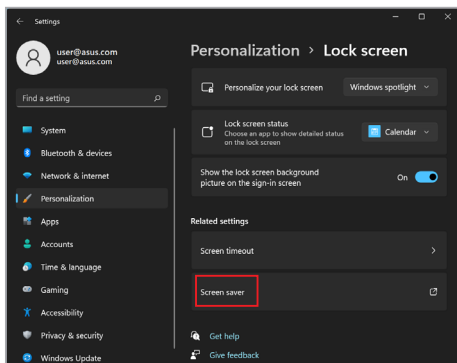 Settings
user@asus.com
user@asus.com
Find a setting
System
Bluetooth & devices
Network & internet
Personalization
Apps
Accounts
Time & language
Gaming
Accessibility
Privacy & security
Windows Update
Personalization > Lock screen
Personalize your lock screen
Windows spotlight
Lock screen status
Choose an app to show detailed status
on the lock screen
Calendar
Show the lock screen background
picture on the sign-in screen
On
Related settings
Screen timeout
Screen saver
Get help
Give feedback